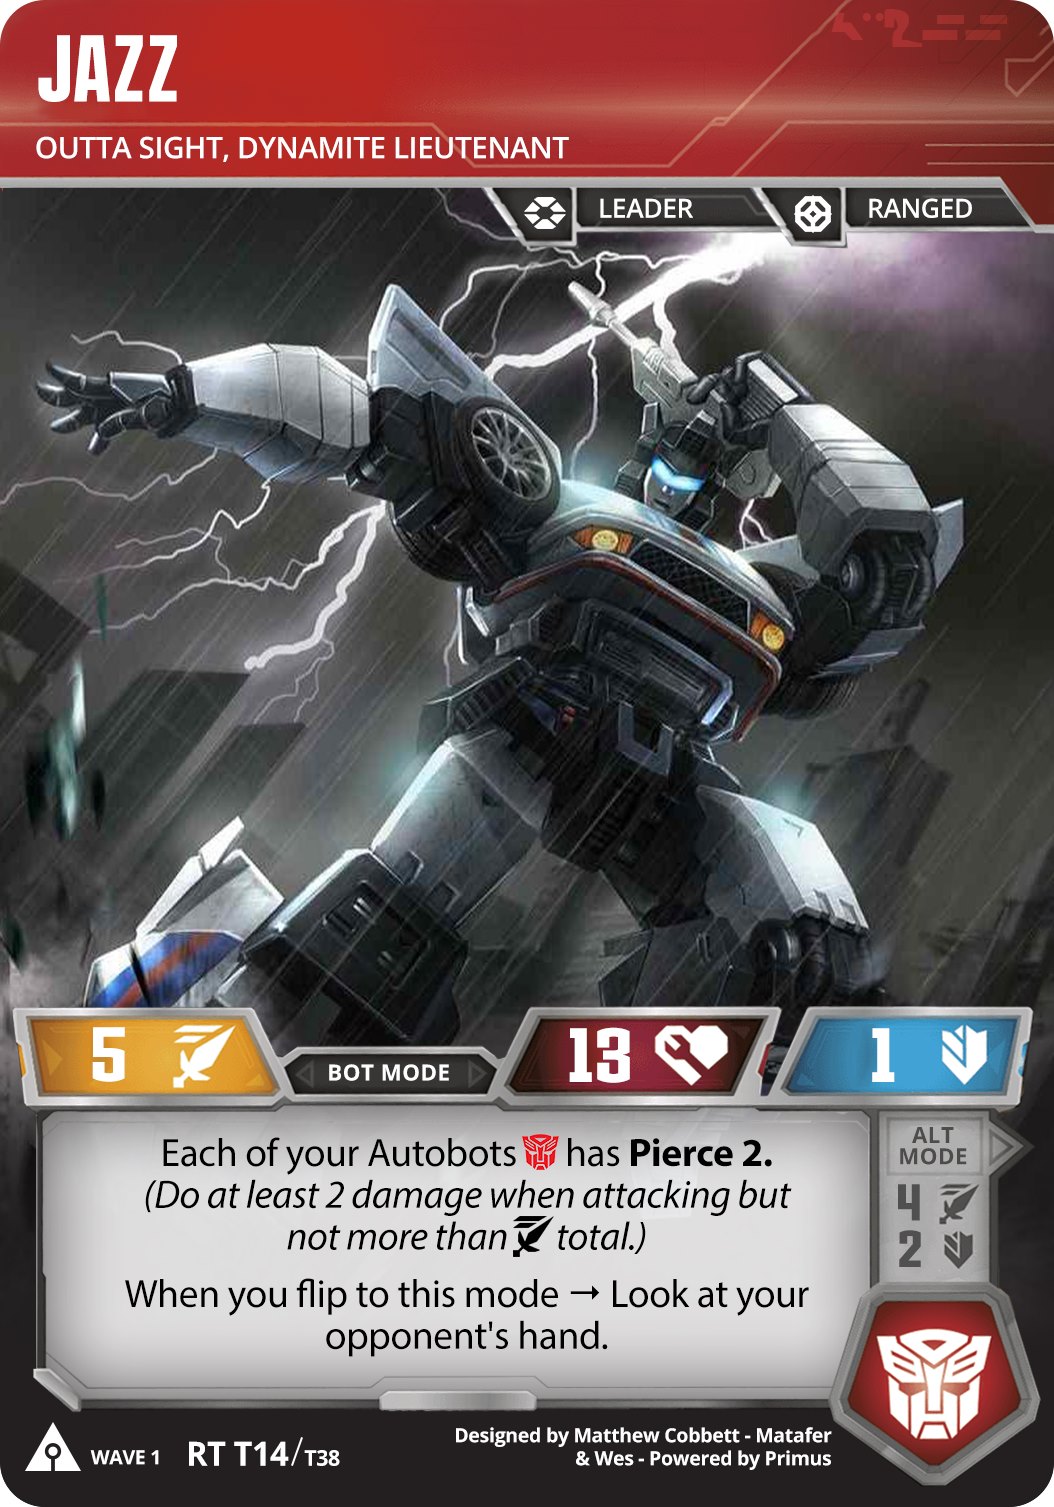 JAZZ
OUTTA SIGHT, DYNAMITE LIEUTENANT
LEADER
RANGED
5
BOT MODE
13
1
Each of your Autobots has Pierce 2.
(Do at least 2 damage when attacking but
not more than total.)
When you flip to this mode → Look at your
opponent's hand.
ALT
MODE
4
2
WAVE 1
RT T14/T38
Designed by Matthew Cobbett - Matafer
& Wes - Powered by Primus